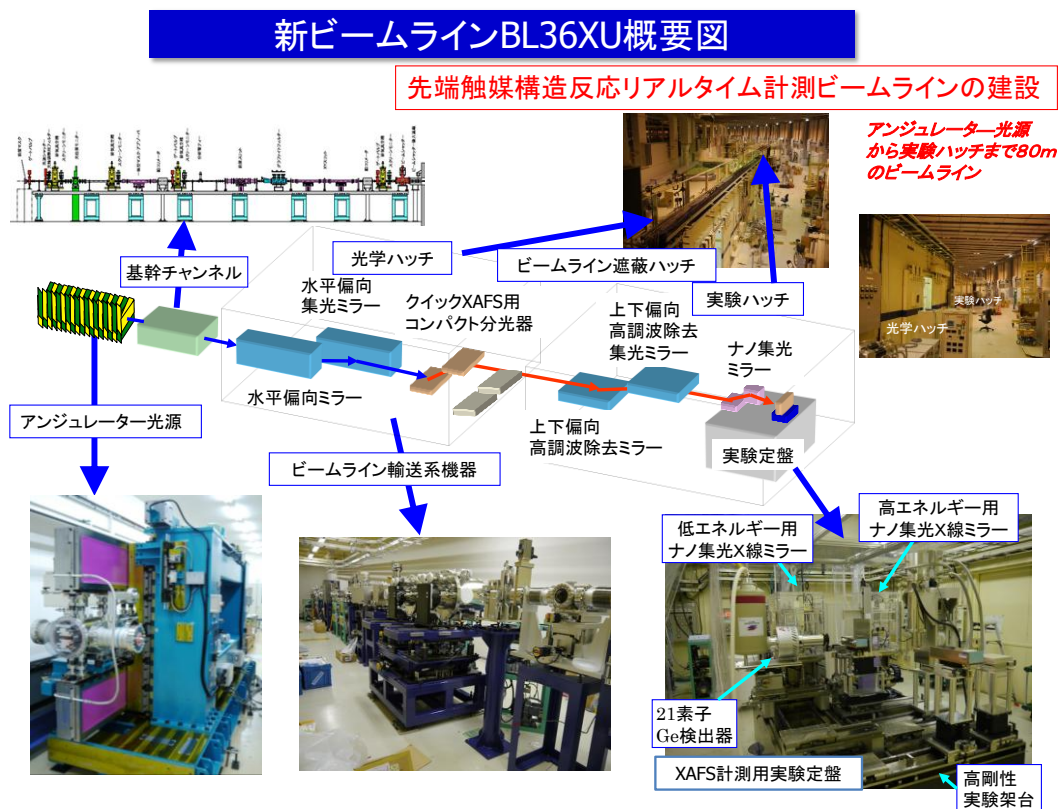 新ビームラインBL36XU概要図
先端触媒構造反応リアルタイム計測ビームラインの建設
アンジュレータ―光源
から実験ハッチまで80m
のビームライン
基幹チャンネル
光学ハッチ
ビームライン遮蔽ハッチ
実験ハッチ
水平偏向
集光ミラー
クイックXAFS用
コンパクト分光器
上下偏向
高調波除去
集光ミラー
ナノ集光
ミラー
実験ハッチ
光学ハッチ
水平偏向ミラー
アンジュレーター光源
上下偏向
高調波除去ミラー
実験定盤
ビームライン輸送系機器
低エネルギー用
ナノ集光X線ミラー
高エネルギー用
ナノ集光X線ミラー
21素子
Ge検出器
XAFS計測用実験定盤
高剛性
実験架台